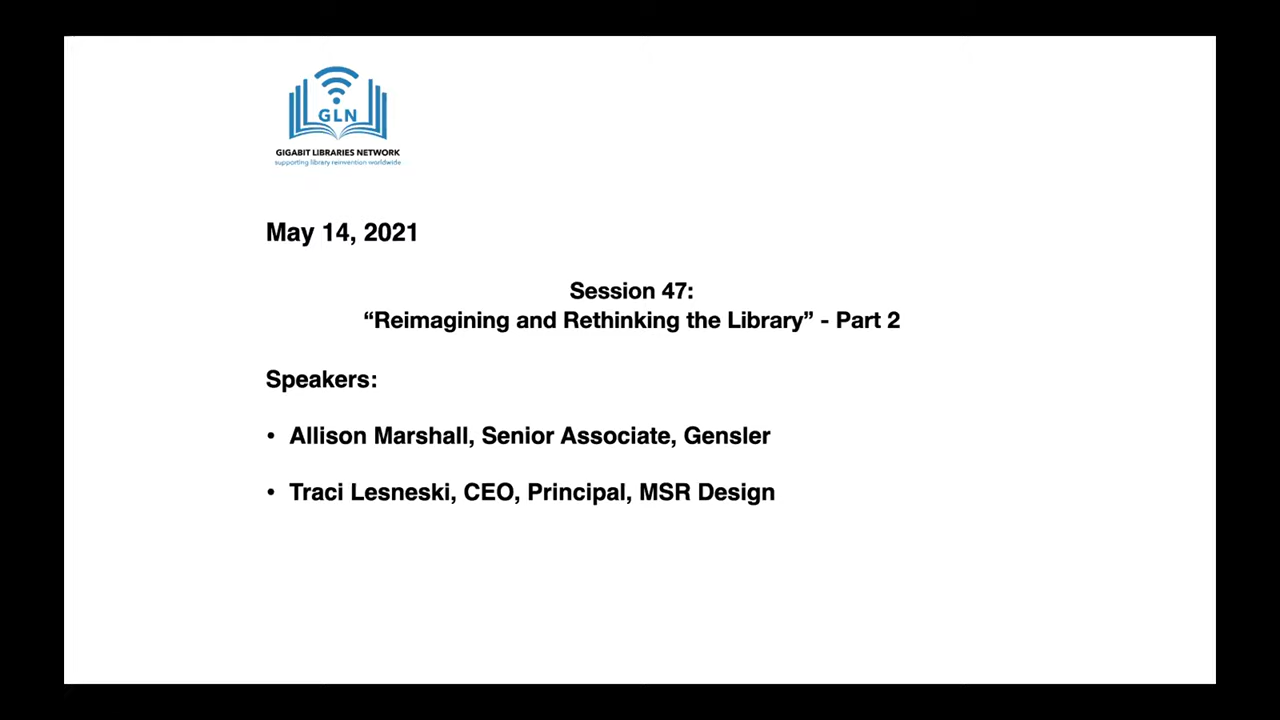 GLN
GIGABIT LIBRARIES NETWORK
supporting library reinvention worldwide
May 14, 2021
Session 47:
“Reimagining and Rethinking the Library” - Part 2
Speakers:
• Allison Marshall, Senior Associate, Gensler
• Traci Lesneski, CEO, Principal, MSR Design